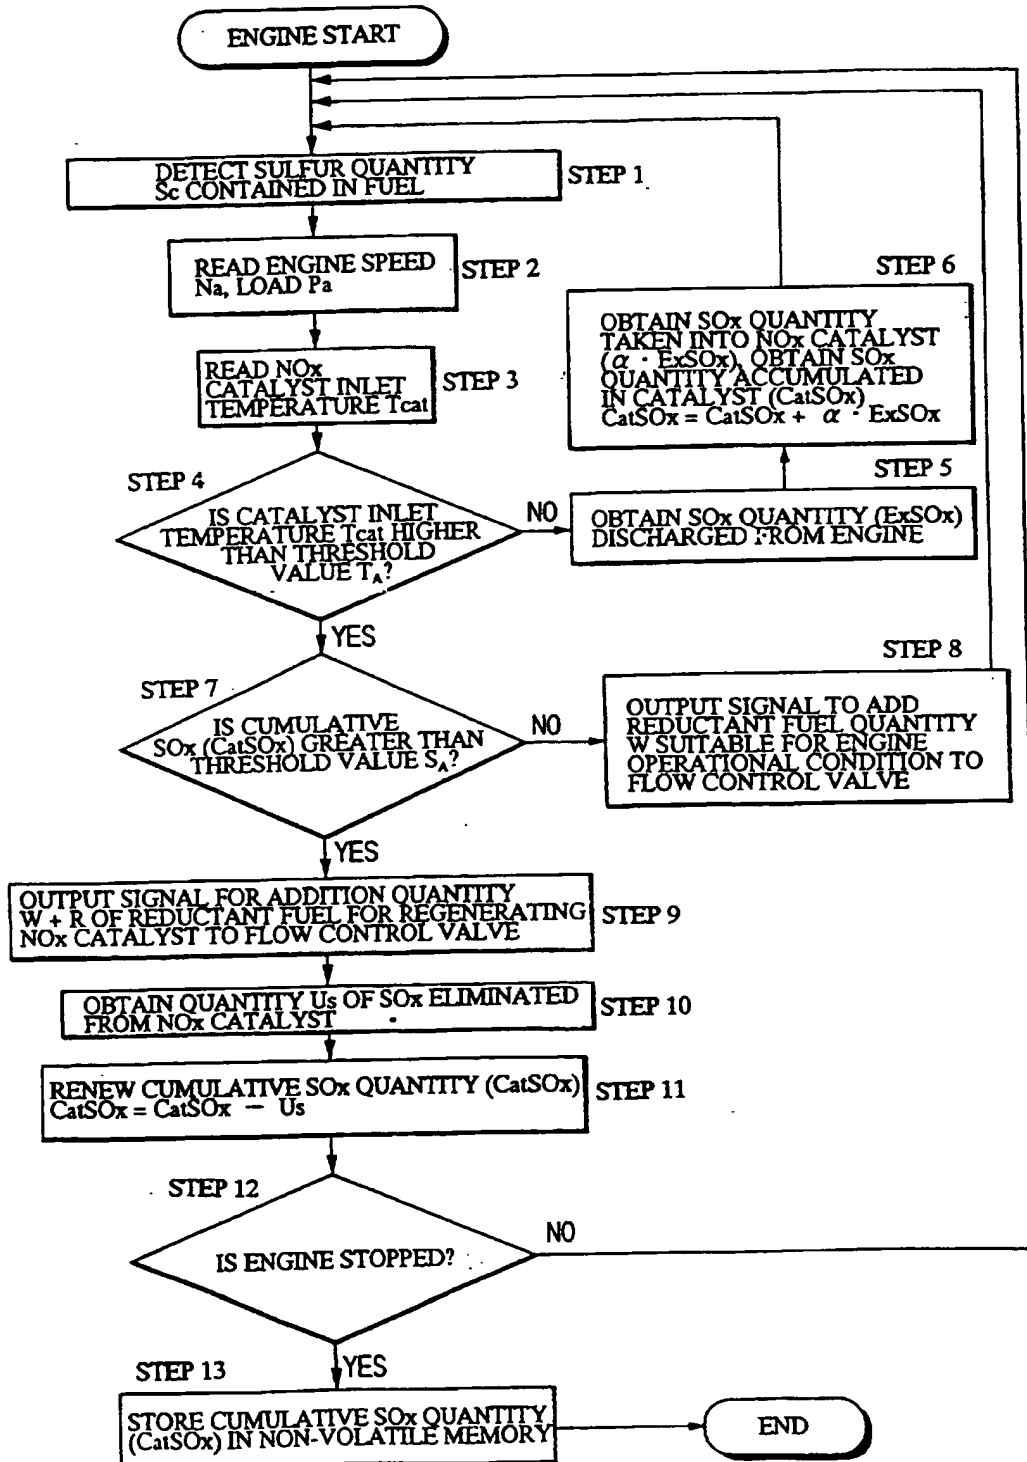 ENGINE START
DETECT SULFUR QUANTITY
Sc CONTAINED IN FUEL
STEP 1
READ ENGINE SPEED
Na, LOAD Pa
STEP 2
READ NOx
CATALYST INLET
TEMPERATURE Tcat
STEP 3
STEP 4
IS CATALYST INLET
TEMPERATURE Tcat HIGHER
THAN THRESHOLD
VALUE TA?
NO
YES
STEP 5
OBTAIN SOx QUANTITY (ExSOx)
DISCHARGED FROM ENGINE
STEP 6
OBTAIN SOx QUANTITY
TAKEN INTO NOx CATALYST
(α · ExSOx), OBTAIN SOx
QUANTITY ACCUMULATED
IN CATALYST (CatSOx)
CatSOx = CatSOx + α · ExSOx
STEP 7
IS CUMULATIVE
SOx (CatSOx) GREATER THAN
THRESHOLD VALUE SA?
NO
YES
STEP 8
OUTPUT SIGNAL TO ADD
REDUCTANT FUEL QUANTITY
W SUITABLE FOR ENGINE
OPERATIONAL CONDITION TO
FLOW CONTROL VALVE
OUTPUT SIGNAL FOR ADDITION QUANTITY
W + R OF REDUCTANT FUEL FOR REGENERATING
NOx CATALYST TO FLOW CONTROL VALVE
STEP 9
OBTAIN QUANTITY Us OF SOx ELIMINATED
FROM NOx CATALYST
STEP 10
RENEW CUMULATIVE SOx QUANTITY (CatSOx)
CatSOx = CatSOx − Us
STEP 11
STEP 12
IS ENGINE STOPPED?
NO
YES
STEP 13
STORE CUMULATIVE SOx QUANTITY
(CatSOx) IN NON-VOLATILE MEMORY
END